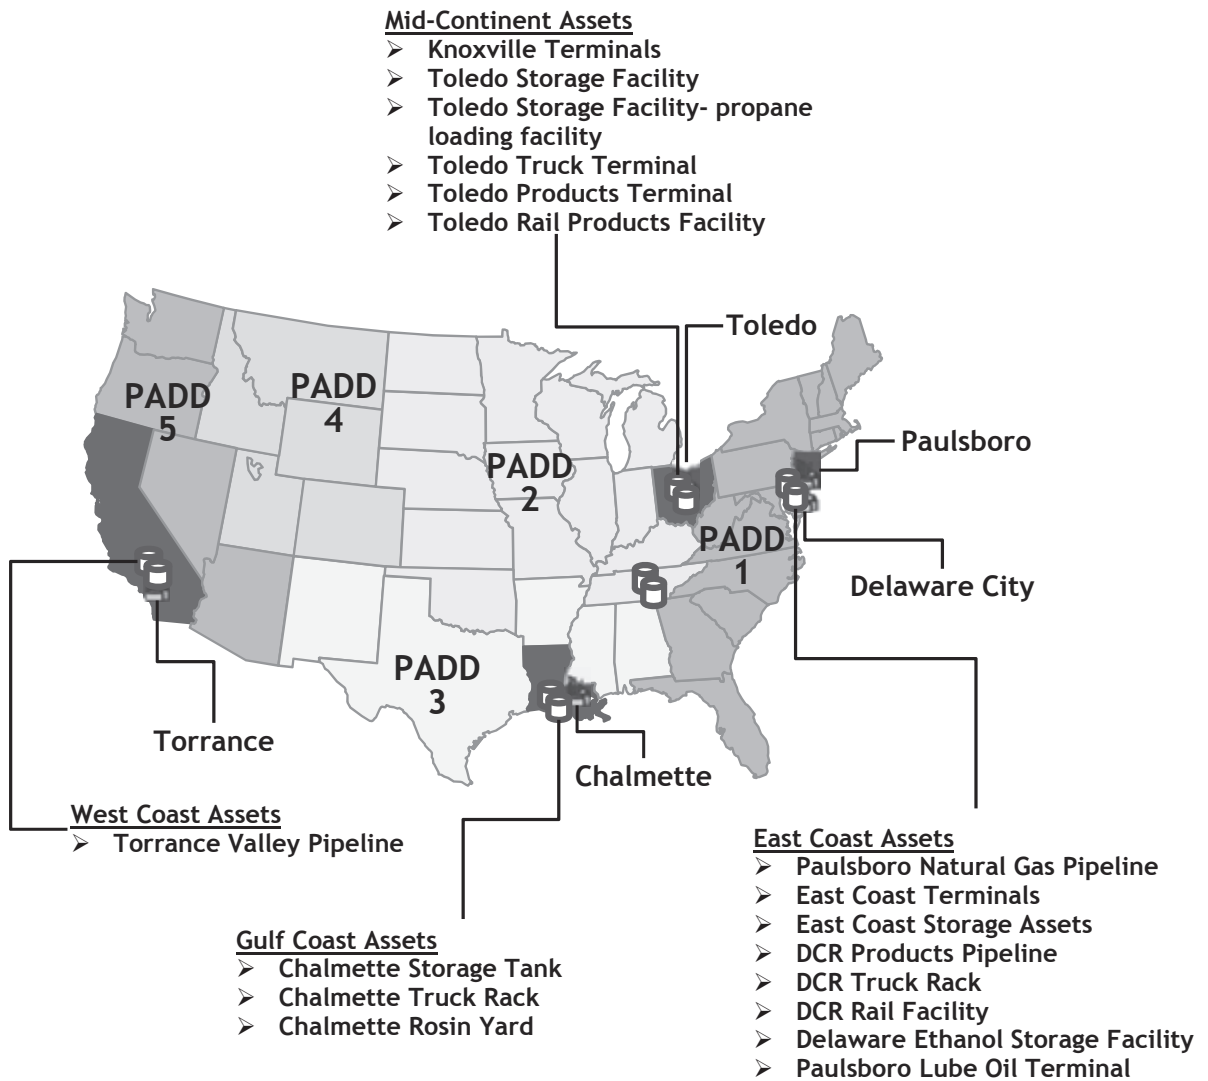 Mid-Continent Assets
➢ Knoxville Terminals
➢ Toledo Storage Facility
➢ Toledo Storage Facility- propane
loading facility
➢ Toledo Truck Terminal
➢ Toledo Products Terminal
➢ Toledo Rail Products Facility
Toledo
PADD
5
PADD
4
PADD
2
Paulsboro
PADD
1
Delaware City
PADD
3
Torrance
Chalmette
West Coast Assets
➢ Torrance Valley Pipeline
Gulf Coast Assets
➢ Chalmette Storage Tank
➢ Chalmette Truck Rack
➢ Chalmette Rosin Yard
East Coast Assets
➢ Paulsboro Natural Gas Pipeline
➢ East Coast Terminals
➢ East Coast Storage Assets
➢ DCR Products Pipeline
➢ DCR Truck Rack
➢ DCR Rail Facility
➢ Delaware Ethanol Storage Facility
➢ Paulsboro Lube Oil Terminal